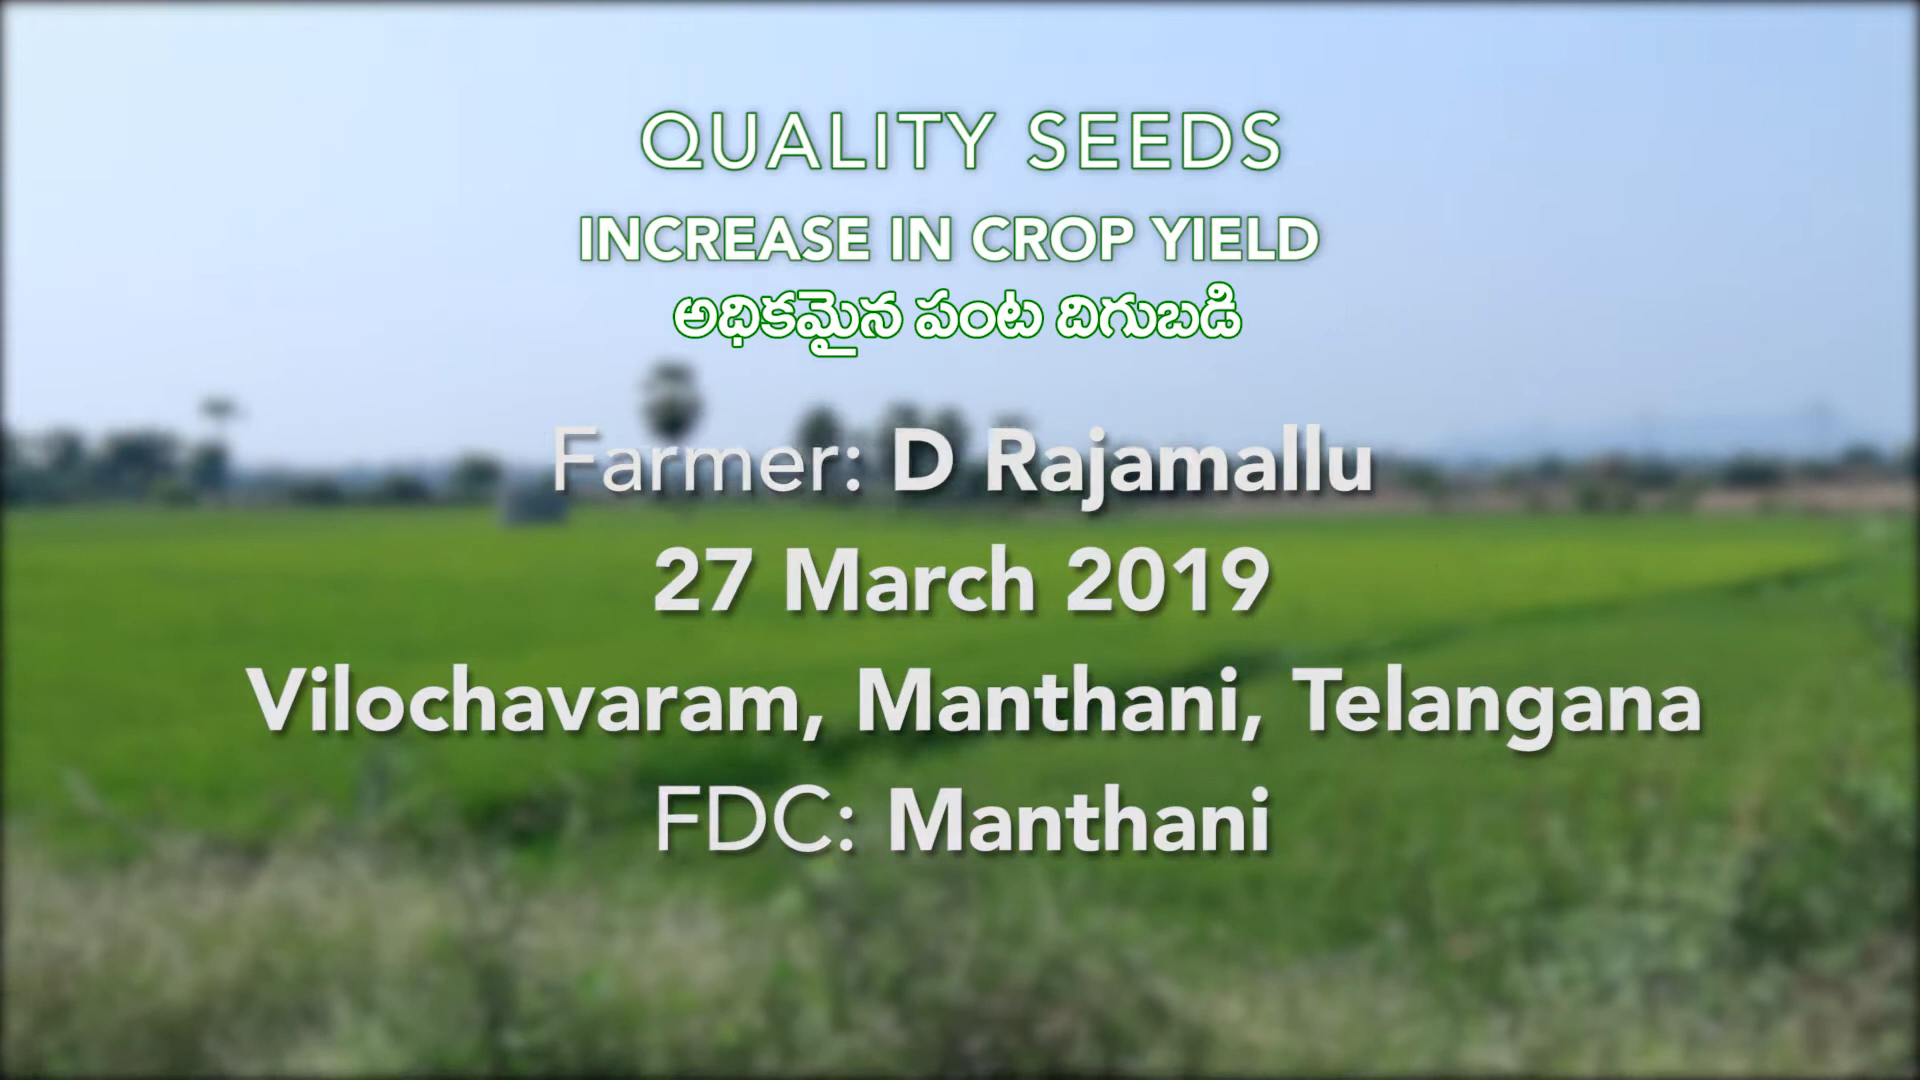 QUALITY SEEDS
INCREASE IN CROP YIELD
అధికమైన పంట దిగుబడి
Farmer: D Rajamallu
27 March 2019
Vilochavaram, Manthani, Telangana
FDC: Manthani